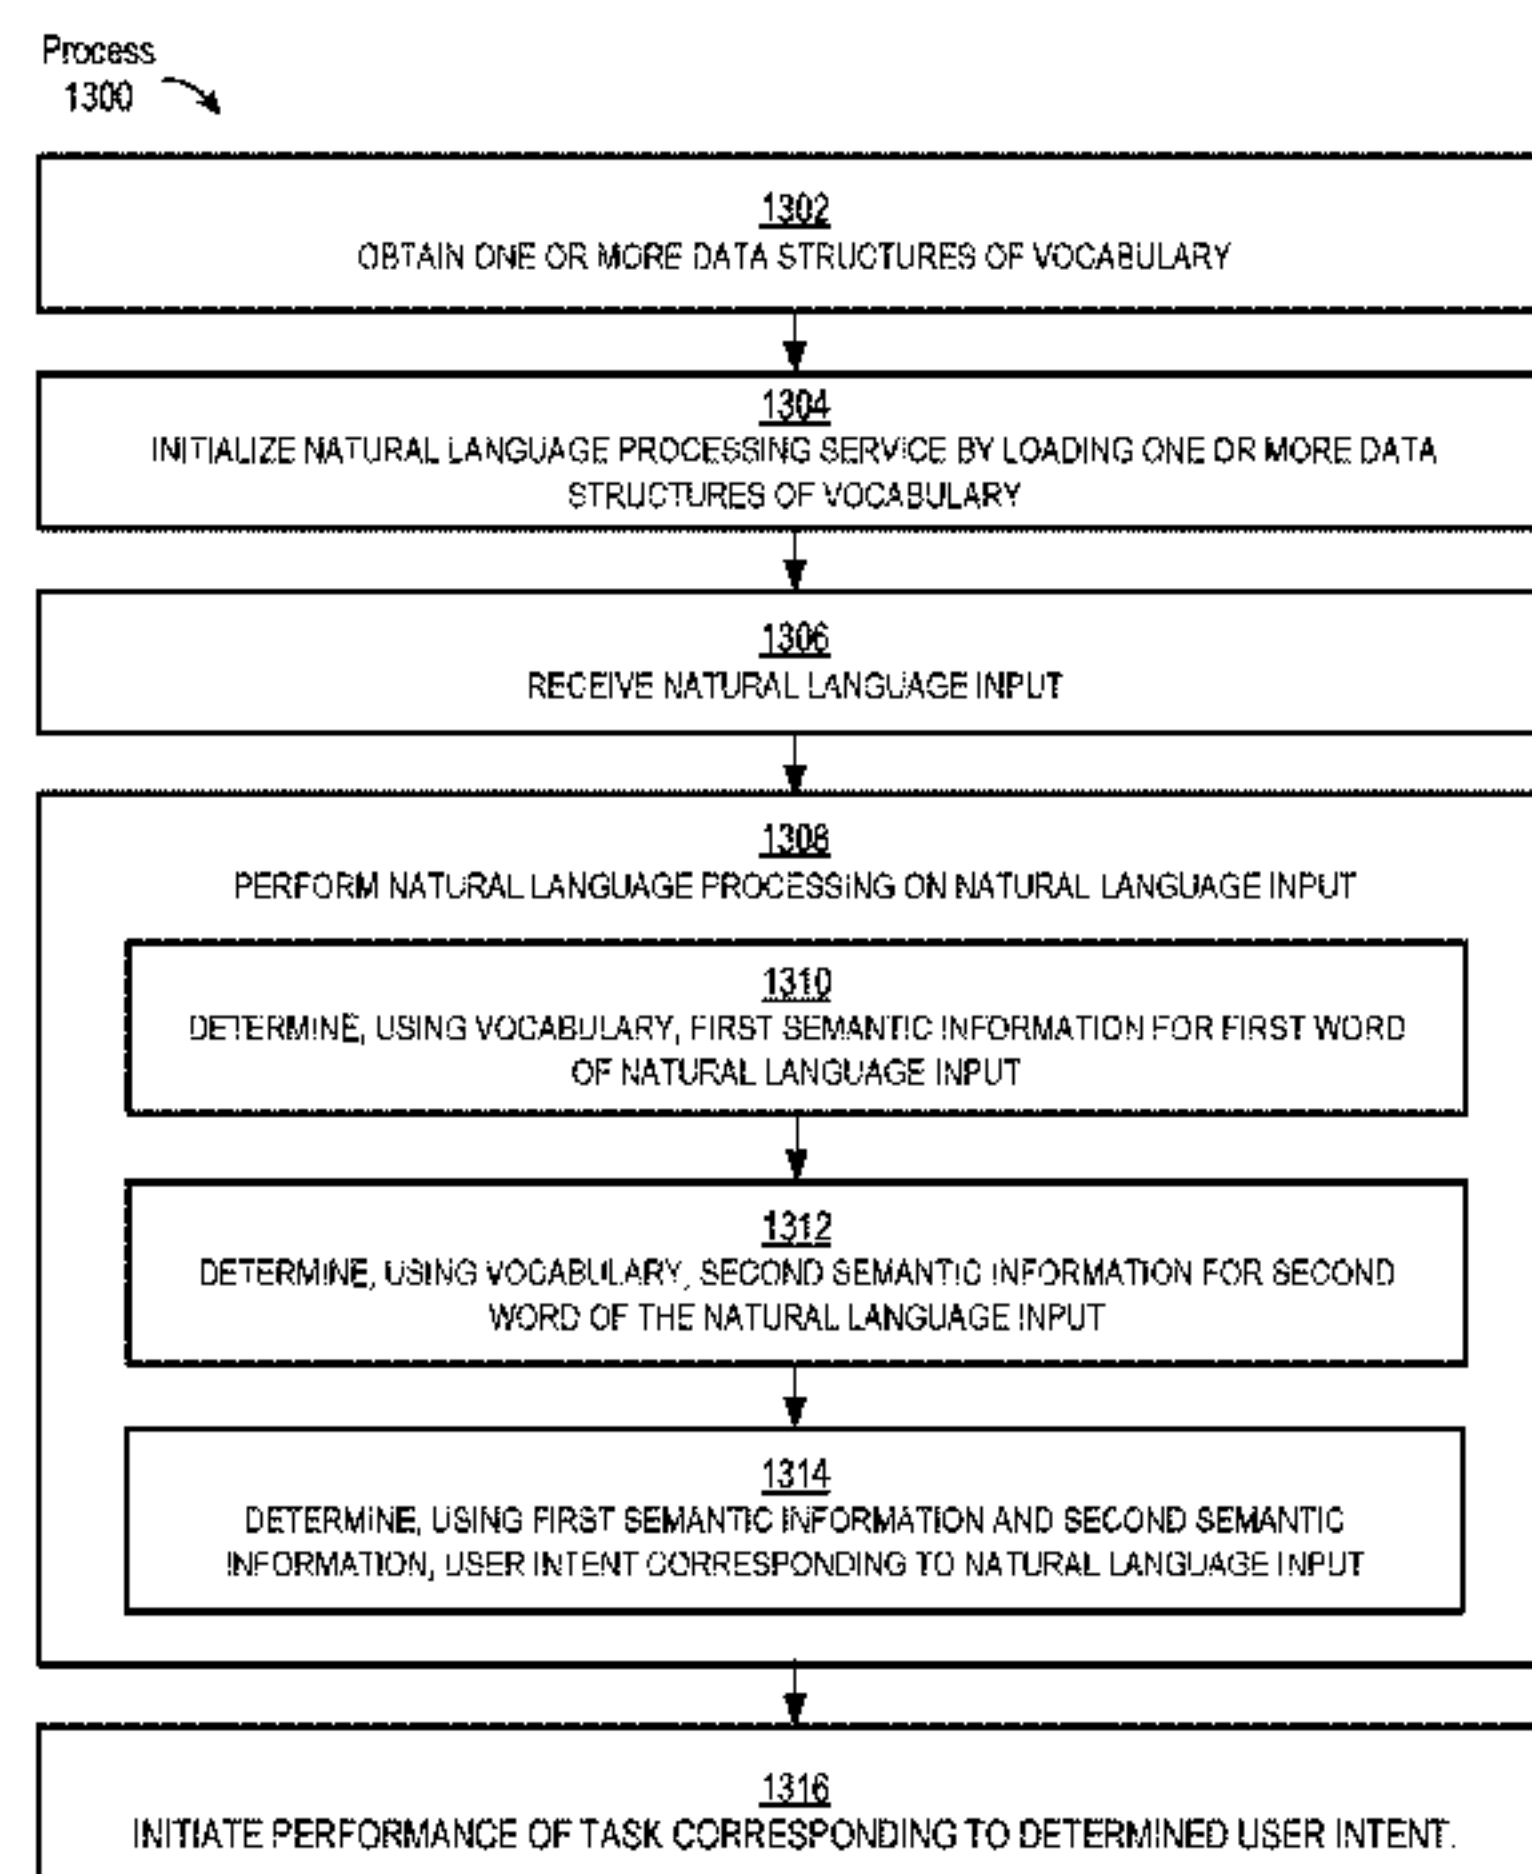 Process
1300
1302
OBTAIN ONE OR MORE DATA STRUCTURES OF VOCABULARY
1304
INITIALIZE NATURAL LANGUAGE PROCESSING SERVICE BY LOADING ONE OR MORE DATA
STRUCTURES OF VOCABULARY
1306
RECEIVE NATURAL LANGUAGE INPUT
1308
PERFORM NATURAL LANGUAGE PROCESSING ON NATURAL LANGUAGE INPUT
1310
DETERMINE, USING VOCABULARY, FIRST SEMANTIC INFORMATION FOR FIRST WORD
OF NATURAL LANGUAGE INPUT
1312
DETERMINE, USING VOCABULARY, SECOND SEMANTIC INFORMATION FOR SECOND
WORD OF THE NATURAL LANGUAGE INPUT
1314
DETERMINE, USING FIRST SEMANTIC INFORMATION AND SECOND SEMANTIC
INFORMATION, USER INTENT CORRESPONDING TO NATURAL LANGUAGE INPUT
1316
INITIATE PERFORMANCE OF TASK CORRESPONDING TO DETERMINED USER INTENT.